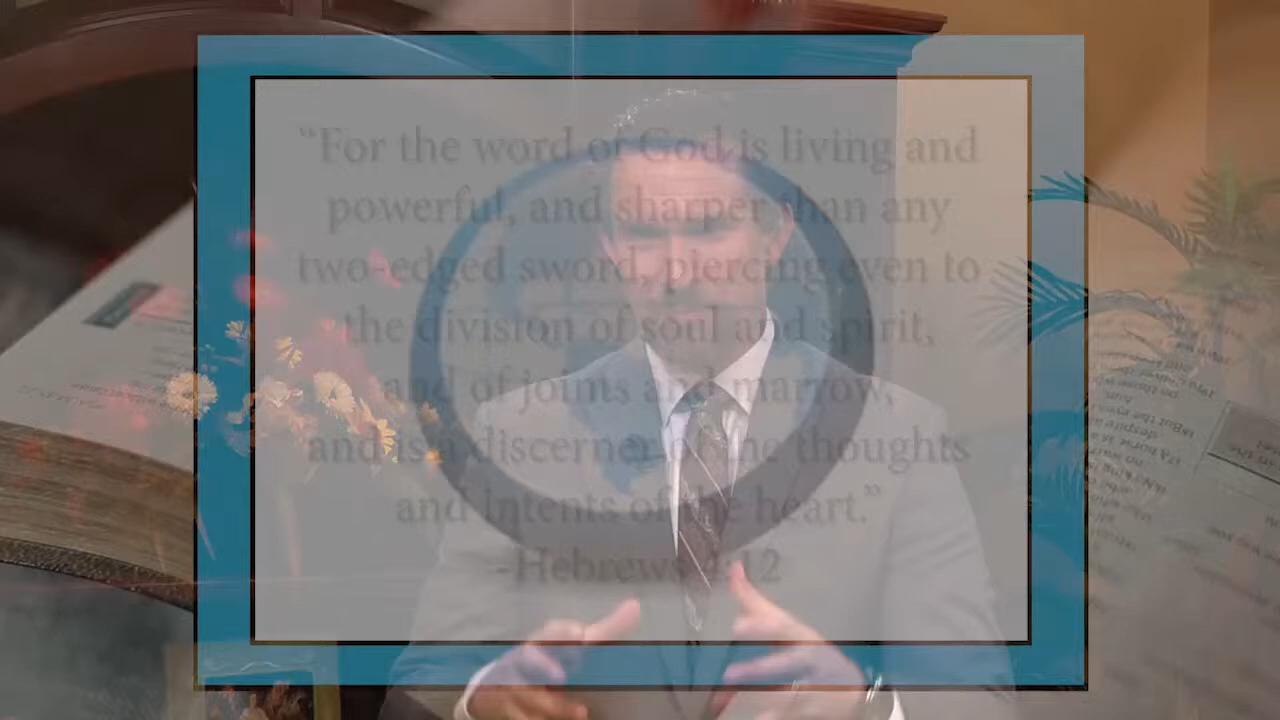 “For the word of God is living and
powerful, and sharper than any
two-edged sword, piercing even to
the division of soul and spirit,
and of joints and marrow,
and is a discerner of the thoughts
and intents of the heart.”
-Hebrews 4:12